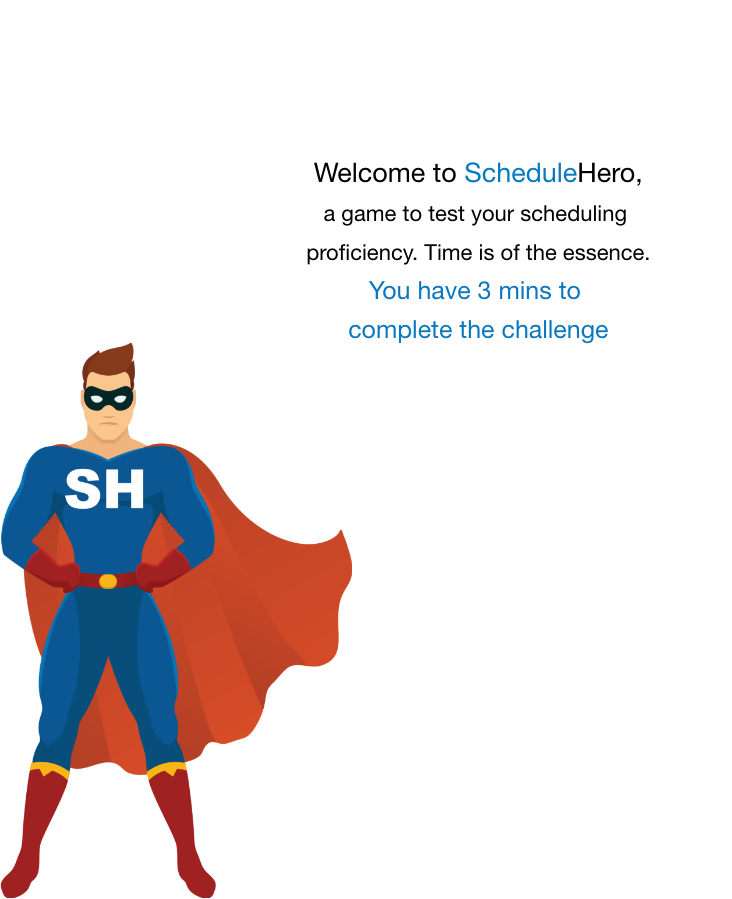 Welcome to ScheduleHero,
a game to test your scheduling
proficiency. Time is of the essence.
You have 3 mins to
complete the challenge
SH